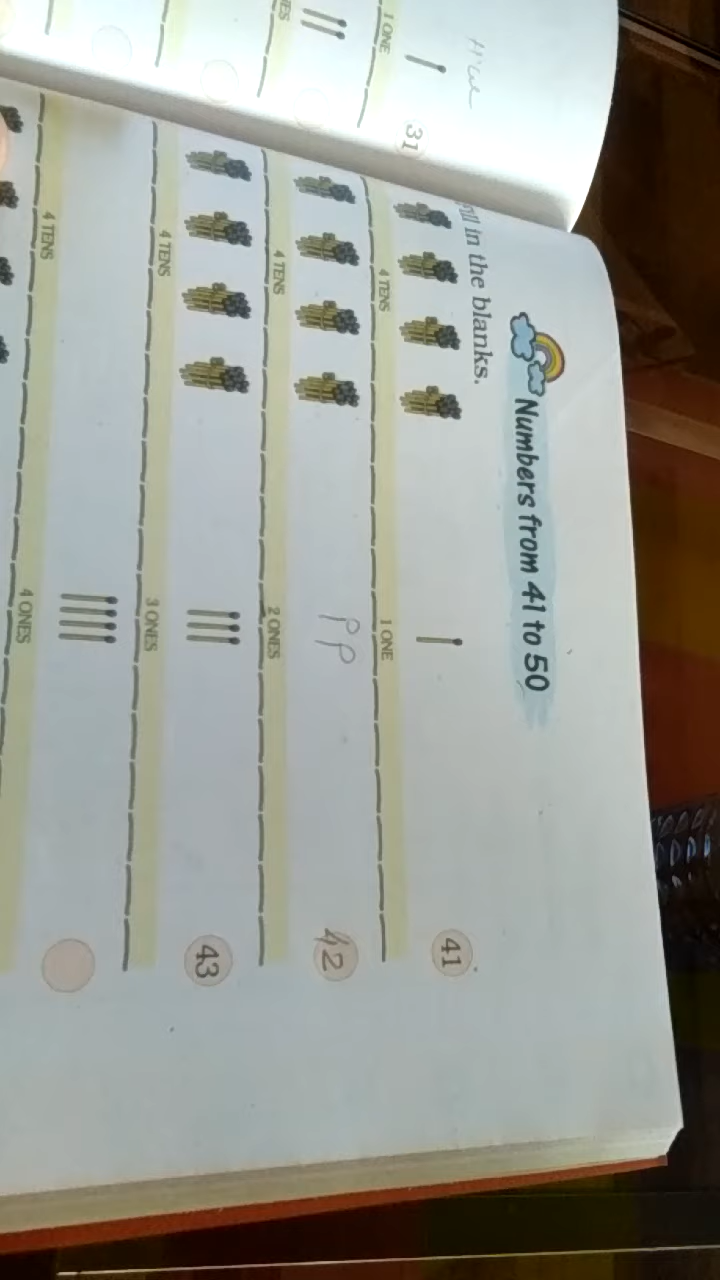 1 ONE
31
Numbers from 41 to 50
in the blanks.
41
4 TENS 1 ONE
PP 42
4 TENS 2 ONES
43
4 TENS 3 ONES
4 TENS 4 ONES